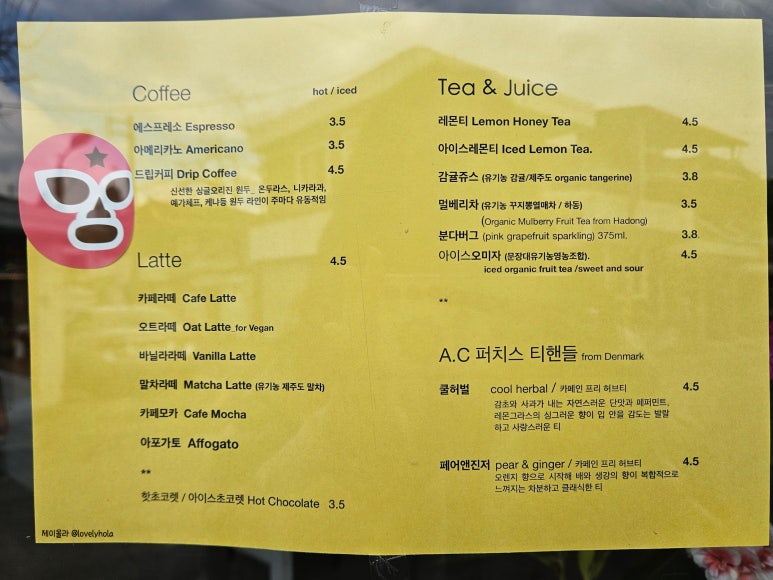 Coffee hot / iced
에스프레소 Espresso 3.5
아메리카노 Americano 3.5
드립커피 Drip Coffee 4.5
신선한 싱글오리진 원두_ 온두라스, 니카라과,
예가체프, 케냐등 원두 라인이 주마다 유동적임
Latte 4.5
카페라떼 Cafe Latte
오트라떼 Oat Latte_for Vegan
바닐라라떼 Vanilla Latte
말차라떼 Matcha Latte (유기농 제주도 말차)
카페모카 Cafe Mocha
아포가토 Affogato
**
핫초코렛 / 아이스초코렛 Hot Chocolate 3.5
제이올라 @lovelyhola
Tea & Juice
레몬티 Lemon Honey Tea 4.5
아이스레몬티 Iced Lemon Tea. 4.5
감귤쥬스 (유기농 감귤/제주도 organic tangerine) 3.8
멀베리차 (유기농 꾸지뽕열매차 / 하동) 3.5
(Organic Mulberry Fruit Tea from Hadong)
분다버그 (pink grapefruit sparkling) 375ml. 3.8
아이스오미자 (문장대유기농영농조합). 4.5
iced organic fruit tea /sweet and sour
**
A.C 퍼치스 티핸들 from Denmark
쿨허벌 cool herbal / 카페인 프리 허브티 4.5
감초와 사과가 내는 자연스러운 단맛과 페퍼민트,
레몬그라스의 싱그러운 향이 입 안을 감도는 발랄
하고 사랑스러운 티
페어앤진저 pear & ginger / 카페인 프리 허브티 4.5
오렌지 향으로 시작해 배와 생강의 향이 복합적으로
느껴지는 차분하고 클래식한 티